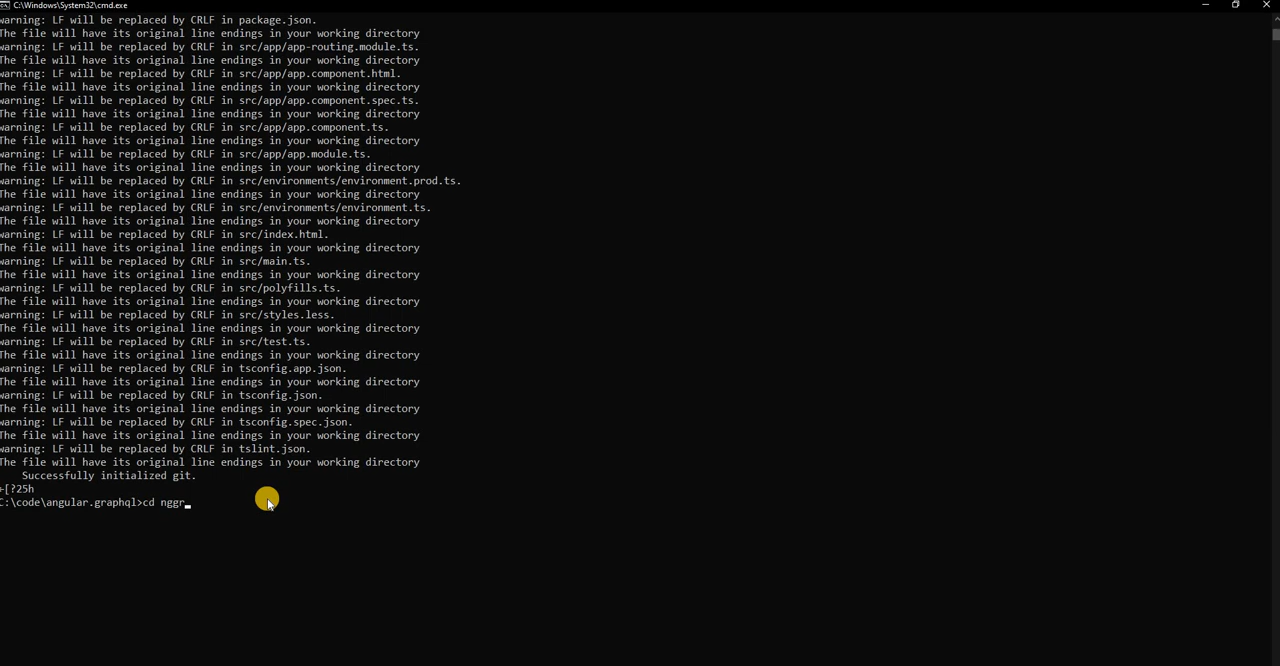 C:\Windows\System32\cmd.exe
warning: LF will be replaced by CRLF in package.json.
The file will have its original line endings in your working directory
warning: LF will be replaced by CRLF in src/app/app-routing.module.ts.
The file will have its original line endings in your working directory
warning: LF will be replaced by CRLF in src/app/app.component.html.
The file will have its original line endings in your working directory
warning: LF will be replaced by CRLF in src/app/app.component.spec.ts.
The file will have its original line endings in your working directory
warning: LF will be replaced by CRLF in src/app/app.component.ts.
The file will have its original line endings in your working directory
warning: LF will be replaced by CRLF in src/app/app.module.ts.
The file will have its original line endings in your working directory
warning: LF will be replaced by CRLF in src/environments/environment.prod.ts.
The file will have its original line endings in your working directory
warning: LF will be replaced by CRLF in src/environments/environment.ts.
The file will have its original line endings in your working directory
warning: LF will be replaced by CRLF in src/index.html.
The file will have its original line endings in your working directory
warning: LF will be replaced by CRLF in src/main.ts.
The file will have its original line endings in your working directory
warning: LF will be replaced by CRLF in src/polyfills.ts.
The file will have its original line endings in your working directory
warning: LF will be replaced by CRLF in src/styles.less.
The file will have its original line endings in your working directory
warning: LF will be replaced by CRLF in src/test.ts.
The file will have its original line endings in your working directory
warning: LF will be replaced by CRLF in tsconfig.app.json.
The file will have its original line endings in your working directory
warning: LF will be replaced by CRLF in tsconfig.json.
The file will have its original line endings in your working directory
warning: LF will be replaced by CRLF in tsconfig.spec.json.
The file will have its original line endings in your working directory
warning: LF will be replaced by CRLF in tslint.json.
The file will have its original line endings in your working directory
Successfully initialized git.
←[?25h
C:\code\angular.graphql>cd nggr_